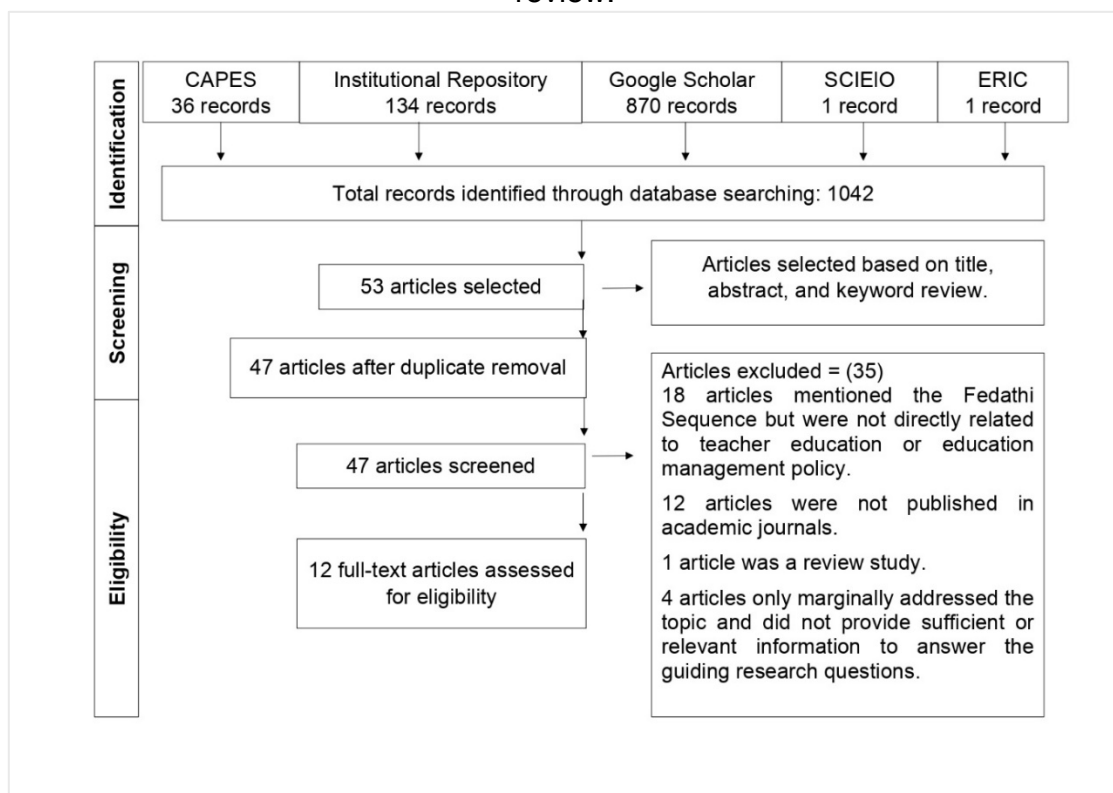 review.
Identification
CAPES
36 records
Institutional Repository
134 records
Google Scholar
870 records
SCIEIO
1 record
ERIC
1 record
Total records identified through database searching: 1042
Screening
53 articles selected
Articles selected based on title,
abstract, and keyword review.
47 articles after duplicate removal
Eligibility
47 articles screened
Articles excluded = (35)
18 articles mentioned the Fedathi
Sequence but were not directly related
to teacher education or education
management policy.
12 articles were not published in
academic journals.
1 article was a review study.
4 articles only marginally addressed the
topic and did not provide sufficient or
relevant information to answer the
guiding research questions.
12 full-text articles assessed
for eligibility